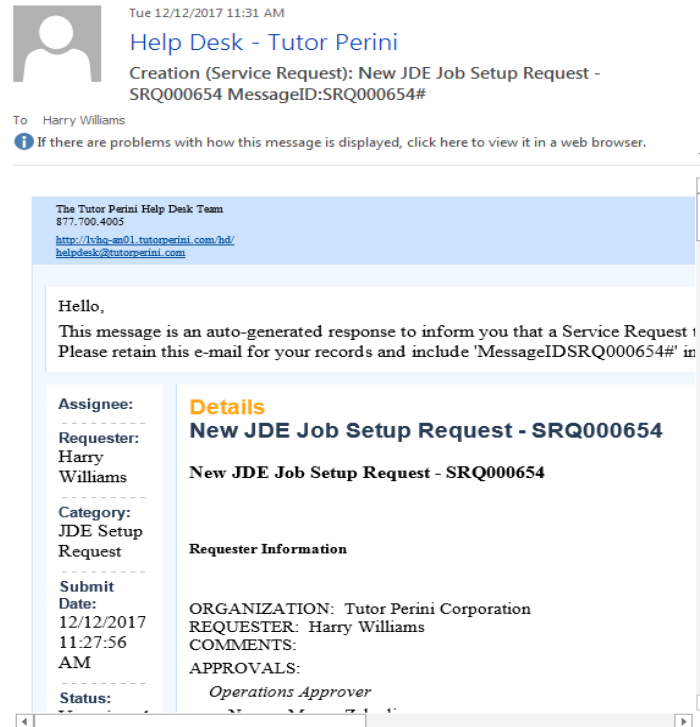 Tue 12/12/2017 11:31 AM
Help Desk - Tutor Perini
Creation (Service Request): New JDE Job Setup Request -
SRQ000654 MessageID:SRQ000654#
To Harry Williams
If there are problems with how this message is displayed, click here to view it in a web browser.
The Tutor Perini Help Desk Team
877.700.4005
http://lvhq-an01.tutorperini.com/hd/
helpdesk@tutorperini.com
Hello,
This message is an auto-generated response to inform you that a Service Request
Please retain this e-mail for your records and include 'MessageIDSRQ000654#' in
Assignee:
Requester:
Harry
Williams
Category:
JDE Setup
Request
Submit
Date:
12/12/2017
11:27:56
AM
Status:
Details
New JDE Job Setup Request - SRQ000654
New JDE Job Setup Request - SRQ000654
Requester Information
ORGANIZATION: Tutor Perini Corporation
REQUESTER: Harry Williams
COMMENTS:
APPROVALS:
Operations Approver